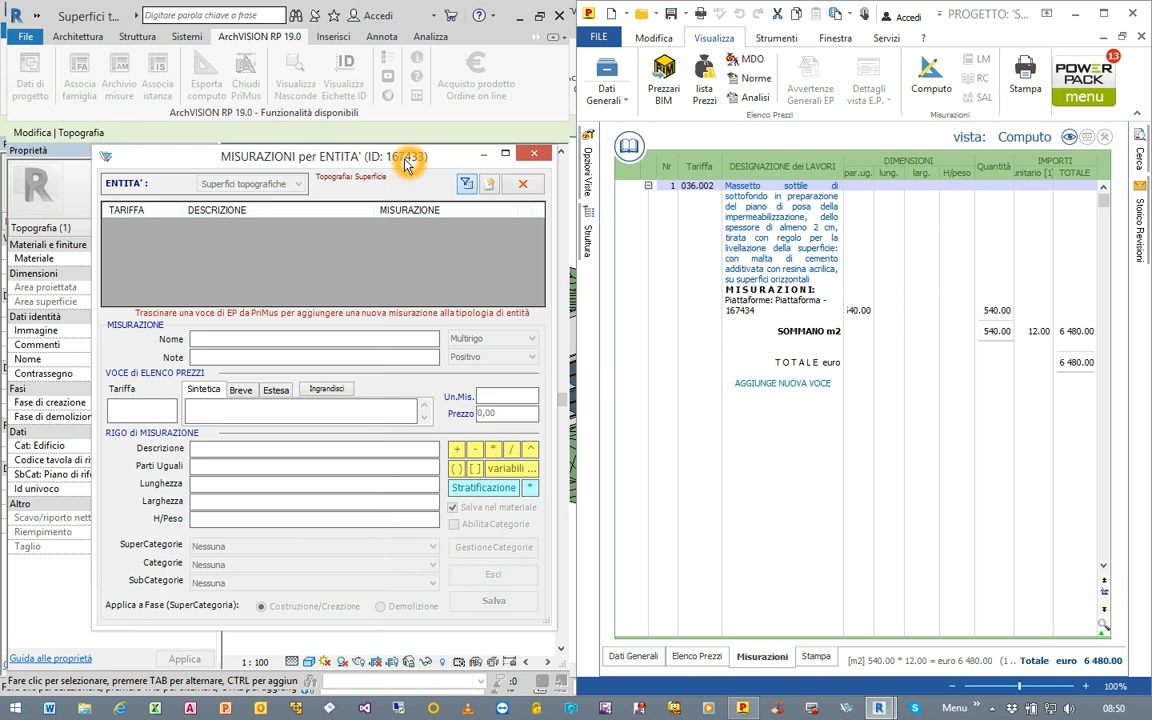 Superfici t...
Digitare parola chiave o frase
Accedi
File
Architettura
Struttura
Sistemi
ArchVISION RP 19.0
Inserisci
Annota
Analizza
Dati di progetto
Associa famiglia
Archivio misure
Associa istanza
Esporta computo
Chiudi PriMus
Visualizza Nasconde
Visualizza Eichette ID
Acquisto prodotto Ordine on line
ArchVISION RP 19.0 - Funzionalità disponibili
Modifica | Topografia
Proprietà
Topografia (1)
Materiali e finiture
Materiale
Dimensioni
Area proiettata
Area superficie
Dati identità
Immagine
Commenti
Nome
Contrassegno
Fasi
Fase di creazione
Fase di demolizion
Dati
Cat: Edificio
Codice tavola di ri
SbCat: Piano di rife
Id univoco
Altro
Scavo/riporto nett
Riempimento
Taglio
Guida alle proprietà
Applica
MISURAZIONI per ENTITA' (ID: 167433)
ENTITA' :
Superfici topografiche
Topografia: Superficie
TARIFFA
DESCRIZIONE
MISURAZIONE
Trascinare una voce di EP da PriMus per aggiungere una nuova misurazione alla tipologia di entità
MISURAZIONE
Nome
Multirigo
Note
Positivo
VOCE di ELENCO PREZZI
Tariffa
Sintetica
Breve
Estesa
Ingrandisci
Un.Mis.
Prezzo
0,00
RIGO di MISURAZIONE
Descrizione
+ - * / ^
Parti Uguali
( ) [ ] variabili ...
Lunghezza
Stratificazione *
Larghezza
Salva nel materiale
H/Peso
Abilita Categorie
SuperCategorie
Nessuna
Gestione Categorie
Categorie
Nessuna
Esci
SubCategorie
Nessuna
Applica a Fase (SuperCategoria):
Costruzione/Creazione
Demolizione
Salva
1 : 100
Fare clic per selezionare, premere TAB per alternare, CTRL per aggiun
:0
Accedi
PROGETTO: 'S...
FILE
Modifica
Visualizza
Strumenti
Finestra
Servizi
?
Dati Generali
Prezzari BIM
lista Prezzi
MDO
Norme
Analisi
Avvertenze Generali EP
Dettagli vista E.P.
Computo
LM
RC
SAL
Stampa
POWER PACK
menu
13
Elenco Prezzi
Misurazioni
Opzioni Viste
Struttura
vista: Computo
Cerca
Storico Revisioni
Nr
Tariffa
DESIGNAZIONE dei LAVORI
DIMENSIONI
par.ug.
lung.
larg.
H/peso
Quantità
IMPORTI
unitario [1]
TOTALE
1 036.002 Massetto sottile di
sottofondo in preparazione
del piano di posa della
impermeabilizzazione, dello
spessore di almeno 2 cm,
tirata con regolo per la
livellazione della superficie:
con malta di cemento
additivata con resina acrilica,
su superfici orizzontali
MISURAZIONI:
Piattaforme: Piattaforma -
167434 540.00 540.00
SOMMANO m2 540.00 12.00 6 480.00
T O T A L E euro 6 480.00
AGGIUNGE NUOVA VOCE
Dati Generali
Elenco Prezzi
Misurazioni
Stampa
[m2] 540.00 * 12.00 = euro 6 480.00 (1 .. Totale euro 6 480.00
100%
Menu
08:50